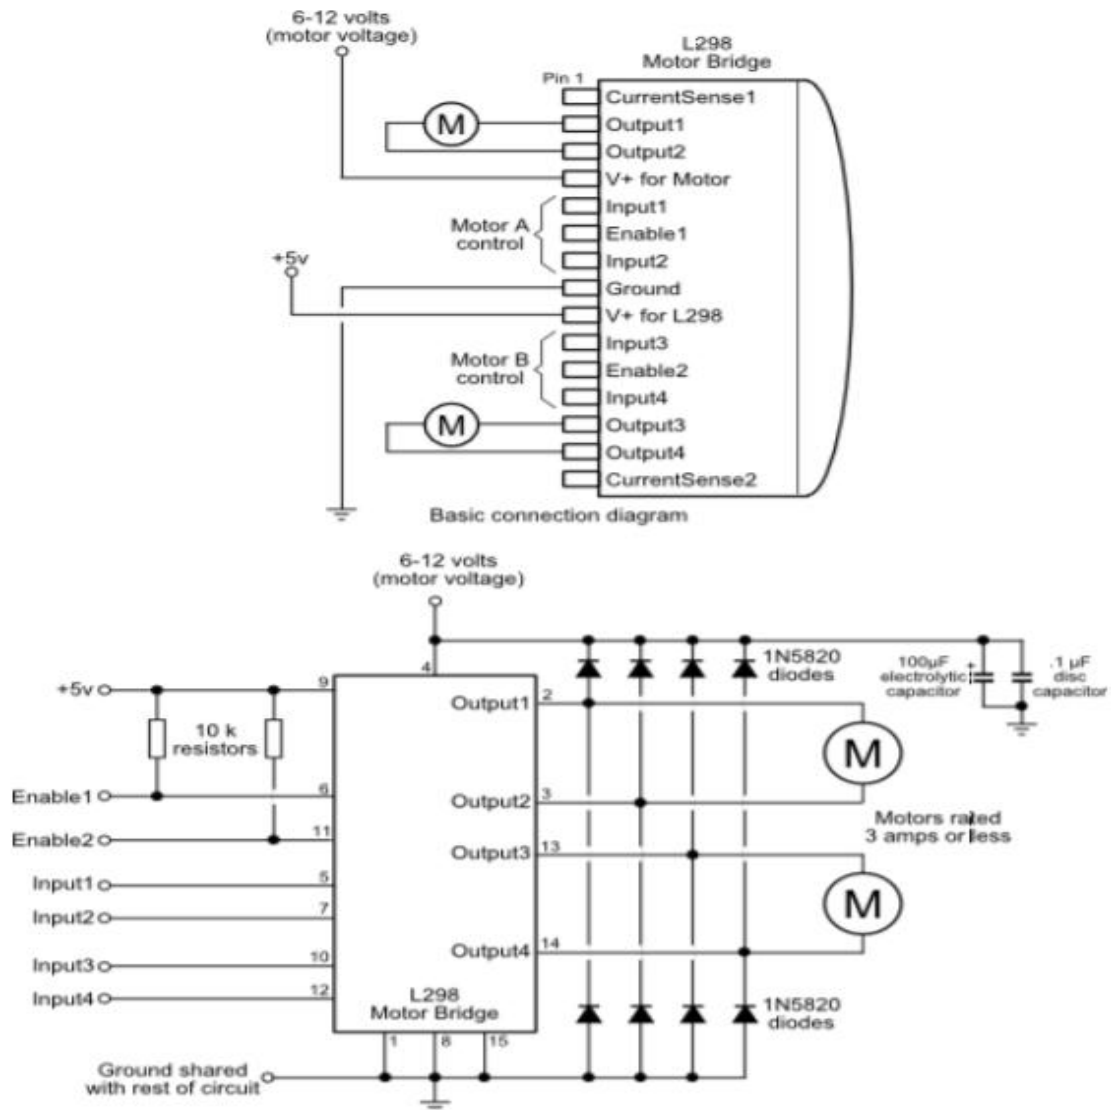 6-12 volts
(motor voltage)
L298
Motor Bridge
Pin 1
CurrentSense1
M
Output1
Output2
V+ for Motor
Input1
Motor A
control
Enable1
Input2
+5v
Ground
V+ for L298
Input3
Motor B
control
Enable2
Input4
M
Output3
Output4
CurrentSense2
Basic connection diagram
6-12 volts
(motor voltage)
4
1N5820
diodes
100µF
electrolytic
capacitor
+
.1 µF
disc
capacitor
+5v
9
Output1
2
10 k
resistors
M
Enable1
6
Output2
3
Motors rated
3 amps or less
Enable2
11
Output3
13
Input1
5
M
Input2
7
Output4
14
Input3
10
Input4
12
L298
Motor Bridge
1N5820
diodes
1
8
15
Ground shared
with rest of circuit